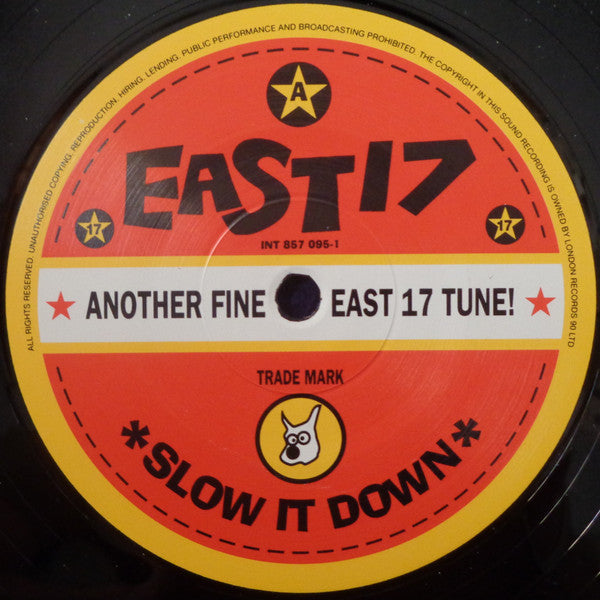 ALL RIGHTS RESERVED. UNAUTHORISED COPYING, REPRODUCTION, HIRING, LENDING, PUBLIC PERFORMANCE AND BROADCASTING PROHIBITED. THE COPYRIGHT IN THIS SOUND RECORDING IS OWNED BY LONDON RECORDS 90 LTD
A
EAST 17
17
17
INT 857 095-1
ANOTHER FINE EAST 17 TUNE!
TRADE MARK
*SLOW IT DOWN*